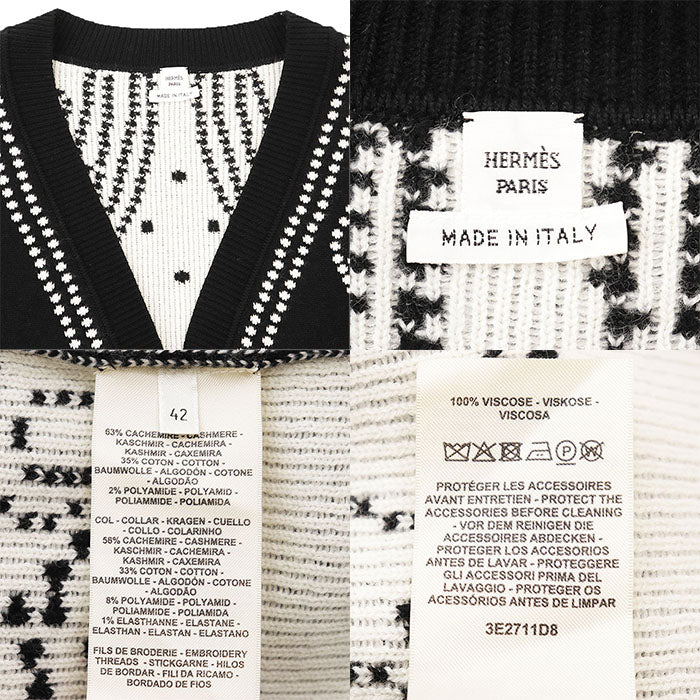 HERMÈS
PARIS
MADE IN ITALY
HERMÈS
PARIS
MADE IN ITALY
42
63% CACHEMIRE - CASHMERE -
KASCHMIR - CACHEMIRA -
KASHMIR - CAXEMIRA
35% COTON - COTTON -
BAUMWOLLE - ALGODÓN - COTONE
- ALGODÃO
2% POLYAMIDE - POLYAMID -
POLIAMMIDE - POLIAMIDA
COL - COLLAR - KRAGEN - CUELLO
- COLLO - COLARINHO
58% CACHEMIRE - CASHMERE -
KASCHMIR - CACHEMIRA -
KASHMIR - CAXEMIRA
33% COTON - COTTON -
BAUMWOLLE - ALGODÓN - COTONE
- ALGODÃO
8% POLYAMIDE - POLYAMID -
POLIAMMIDE - POLIAMIDA
1% ELASTHANNE - ELASTANE -
ELASTHAN - ELASTAN - ELASTANO
FILS DE BRODERIE - EMBROIDERY
THREADS - STICKGARNE - HILOS
DE BORDAR - FILI DA RICAMO -
BORDADO DE FIOS
100% VISCOSE - VISKOSE -
VISCOSA
P W
PROTÉGER LES ACCESSOIRES
AVANT ENTRETIEN - PROTECT THE
ACCESSORIES BEFORE CLEANING
- VOR DEM REINIGEN DIE
ACCESSOIRES ABDECKEN -
PROTEGER LOS ACCESORIOS
ANTES DE LAVAR - PROTEGGERE
GLI ACCESSORI PRIMA DEL
LAVAGGIO - PROTEGER OS
ACESSÓRIOS ANTES DE LIMPAR
3E2711D8